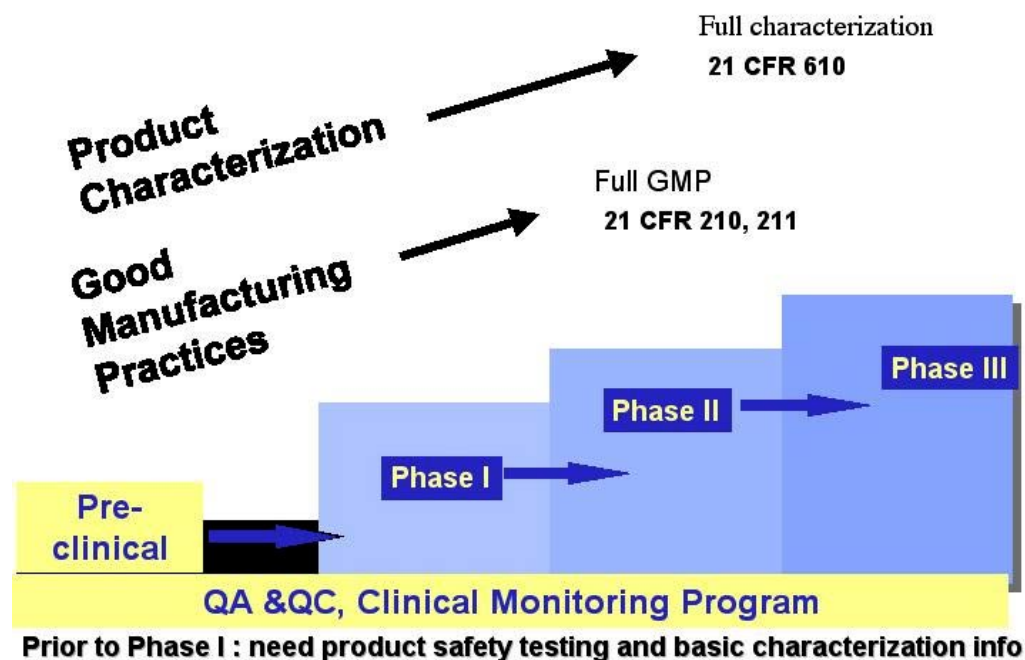 Full characterization
21 CFR 610
Product
Characterization
Full GMP
21 CFR 210, 211
Good
Manufacturing
Practices
Phase III
Phase II
Phase I
Pre-
clinical
QA &QC, Clinical Monitoring Program
Prior to Phase I : need product safety testing and basic characterization info